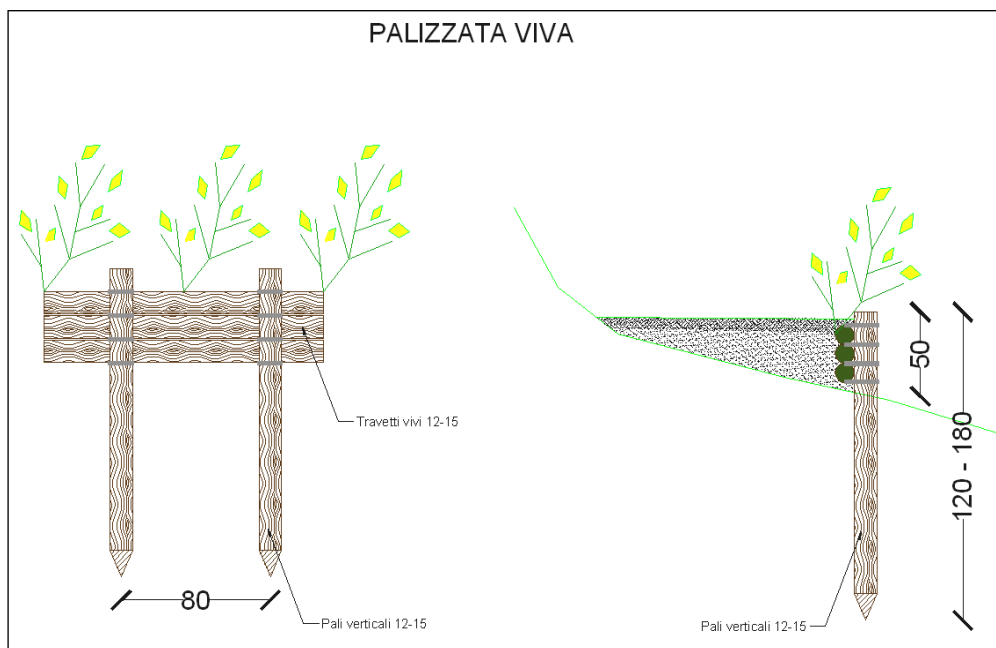 PALIZZATA VIVA
Travetti vivi 12-15
80
Pali verticali 12-15
50
120 - 180
Pali verticali 12-15